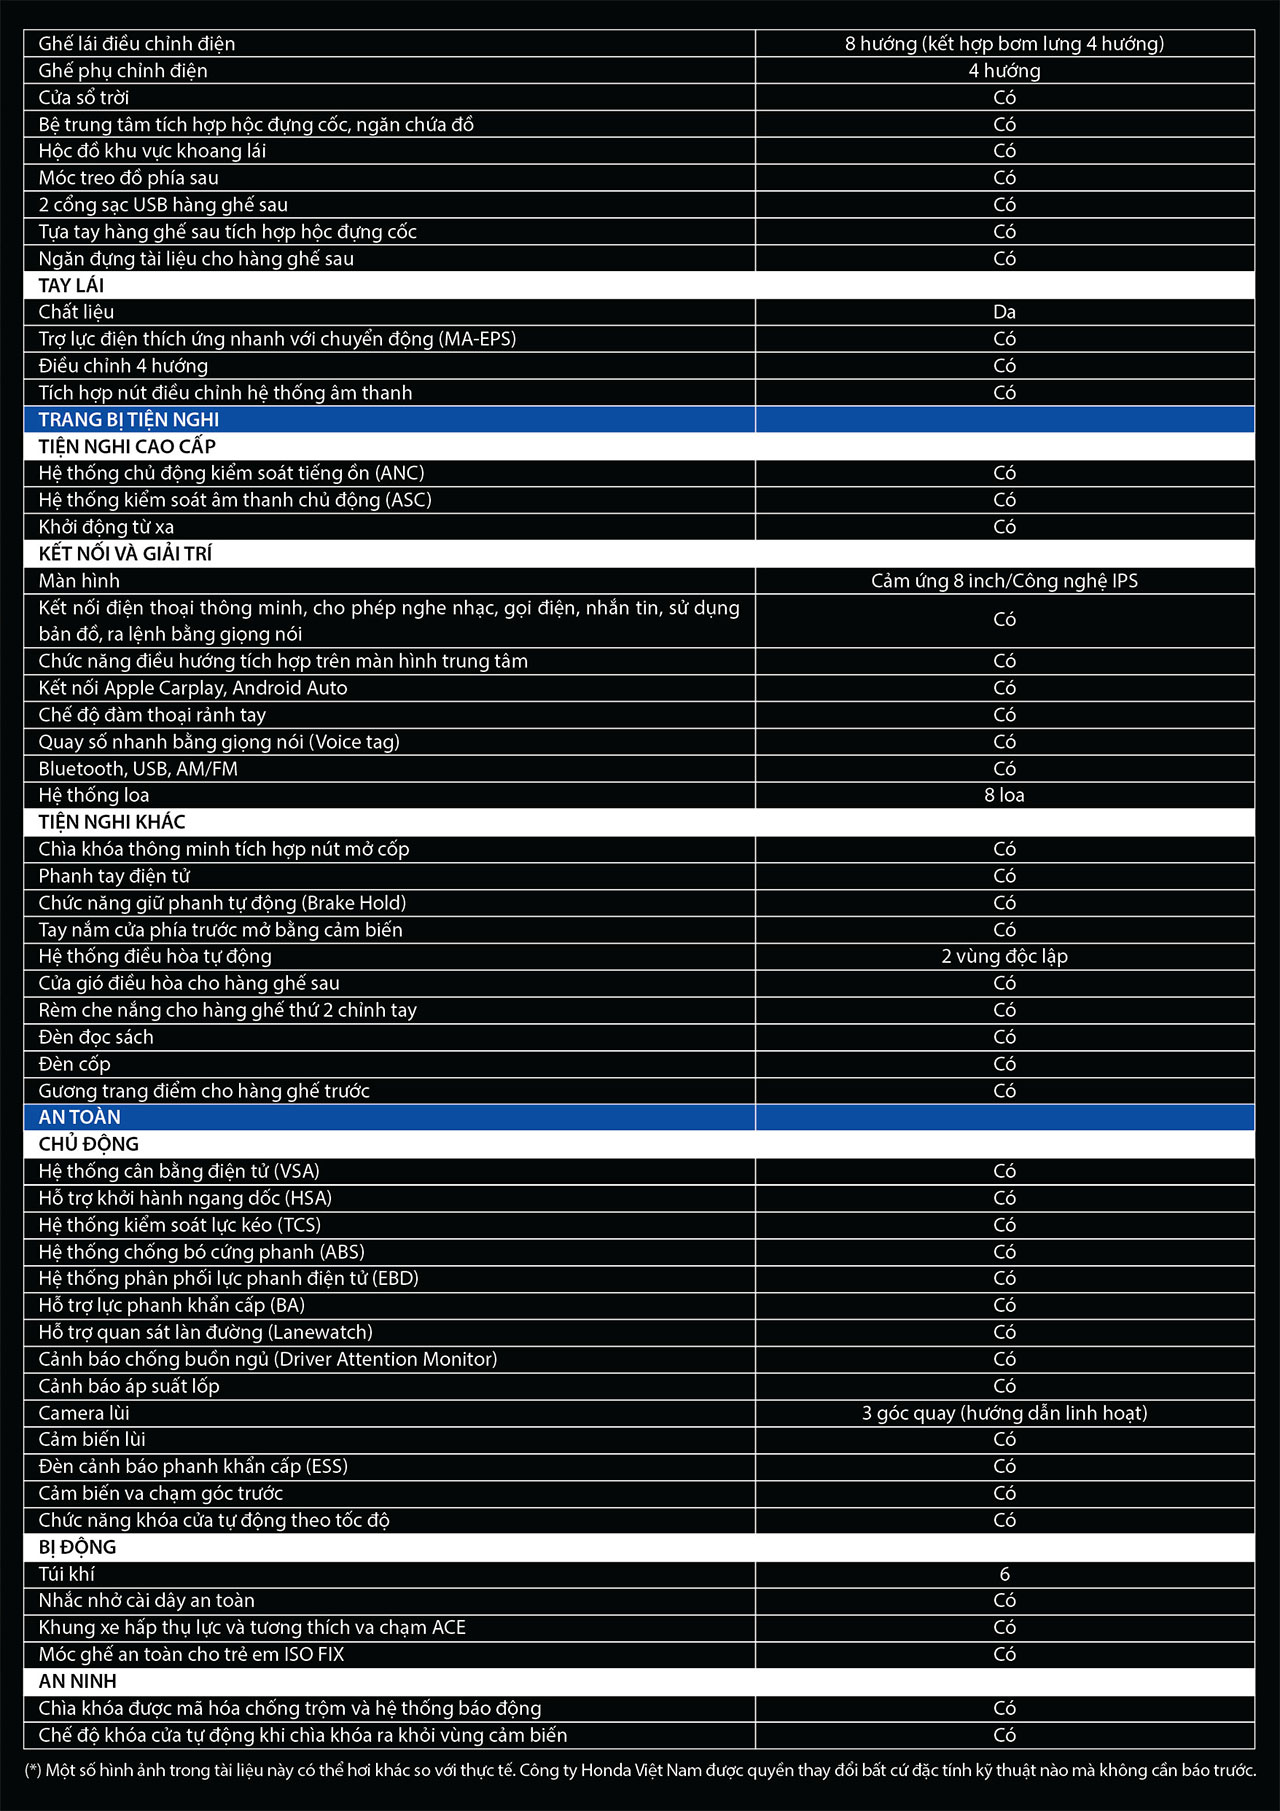 Ghế lái điều chỉnh điện 8 hướng (kết hợp bơm lưng 4 hướng)
Ghế phụ chỉnh điện 4 hướng
Cửa sổ trời Có
Bệ trung tâm tích hợp hộc đựng cốc, ngăn chứa đồ Có
Hộc đồ khu vực khoang lái Có
Móc treo đồ phía sau Có
2 cổng sạc USB hàng ghế sau Có
Tựa tay hàng ghế sau tích hợp hộc đựng cốc Có
Ngăn đựng tài liệu cho hàng ghế sau Có
TAY LÁI
Chất liệu Da
Trợ lực điện thích ứng nhanh với chuyển động (MA-EPS) Có
Điều chỉnh 4 hướng Có
Tích hợp nút điều chỉnh hệ thống âm thanh Có
TRANG BỊ TIỆN NGHI
TIỆN NGHI CAO CẤP
Hệ thống chủ động kiểm soát tiếng ồn (ANC) Có
Hệ thống kiểm soát âm thanh chủ động (ASC) Có
Khởi động từ xa Có
KẾT NỐI VÀ GIẢI TRÍ
Màn hình Cảm ứng 8 inch/Công nghệ IPS
Kết nối điện thoại thông minh, cho phép nghe nhạc, gọi điện, nhắn tin, sử dụng
bản đồ, ra lệnh bằng giọng nói Có
Chức năng điều hướng tích hợp trên màn hình trung tâm Có
Kết nối Apple Carplay, Android Auto Có
Chế độ đàm thoại rảnh tay Có
Quay số nhanh bằng giọng nói (Voice tag) Có
Bluetooth, USB, AM/FM Có
Hệ thống loa 8 loa
TIỆN NGHI KHÁC
Chìa khóa thông minh tích hợp nút mở cốp Có
Phanh tay điện tử Có
Chức năng giữ phanh tự động (Brake Hold) Có
Tay nắm cửa phía trước mở bằng cảm biến Có
Hệ thống điều hòa tự động 2 vùng độc lập
Cửa gió điều hòa cho hàng ghế sau Có
Rèm che nắng cho hàng ghế thứ 2 chỉnh tay Có
Đèn đọc sách Có
Đèn cốp Có
Gương trang điểm cho hàng ghế trước Có
AN TOÀN
CHỦ ĐỘNG
Hệ thống cân bằng điện tử (VSA) Có
Hỗ trợ khởi hành ngang dốc (HSA) Có
Hệ thống kiểm soát lực kéo (TCS) Có
Hệ thống chống bó cứng phanh (ABS) Có
Hệ thống phân phối lực phanh điện tử (EBD) Có
Hỗ trợ lực phanh khẩn cấp (BA) Có
Hỗ trợ quan sát làn đường (Lanewatch) Có
Cảnh báo chống buồn ngủ (Driver Attention Monitor) Có
Cảnh báo áp suất lốp Có
Camera lùi 3 góc quay (hướng dẫn linh hoạt)
Cảm biến lùi Có
Đèn cảnh báo phanh khẩn cấp (ESS) Có
Cảm biến va chạm góc trước Có
Chức năng khóa cửa tự động theo tốc độ Có
BỊ ĐỘNG
Túi khí 6
Nhắc nhở cài dây an toàn Có
Khung xe hấp thụ lực và tương thích va chạm ACE Có
Móc ghế an toàn cho trẻ em ISO FIX Có
AN NINH
Chìa khóa được mã hóa chống trộm và hệ thống báo động Có
Chế độ khóa cửa tự động khi chìa khóa ra khỏi vùng cảm biến Có
(*) Một số hình ảnh trong tài liệu này có thể hơi khác so với thực tế. Công ty Honda Việt Nam được quyền thay đổi bất cứ đặc tính kỹ thuật nào mà không cần báo trước.